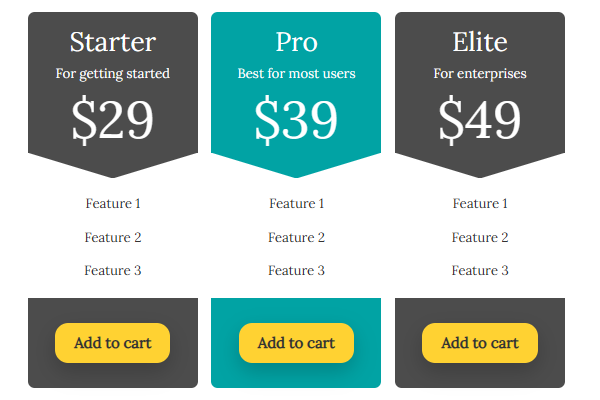 Starter
For getting started
$29
Feature 1
Feature 2
Feature 3
Add to cart
Pro
Best for most users
$39
Feature 1
Feature 2
Feature 3
Add to cart
Elite
For enterprises
$49
Feature 1
Feature 2
Feature 3
Add to cart